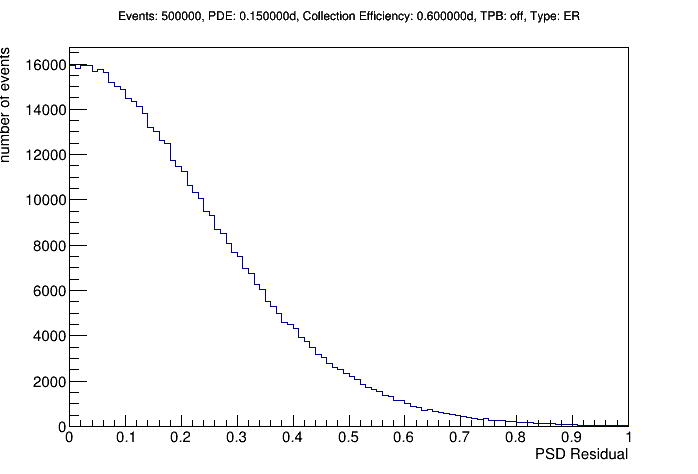 Events: 500000, PDE: 0.150000d, Collection Efficiency: 0.600000d, TPB: off, Type: ER
number of events
16000
14000
12000
10000
8000
6000
4000
2000
0
0 0.1 0.2 0.3 0.4 0.5 0.6 0.7 0.8 0.9 1
PSD Residual